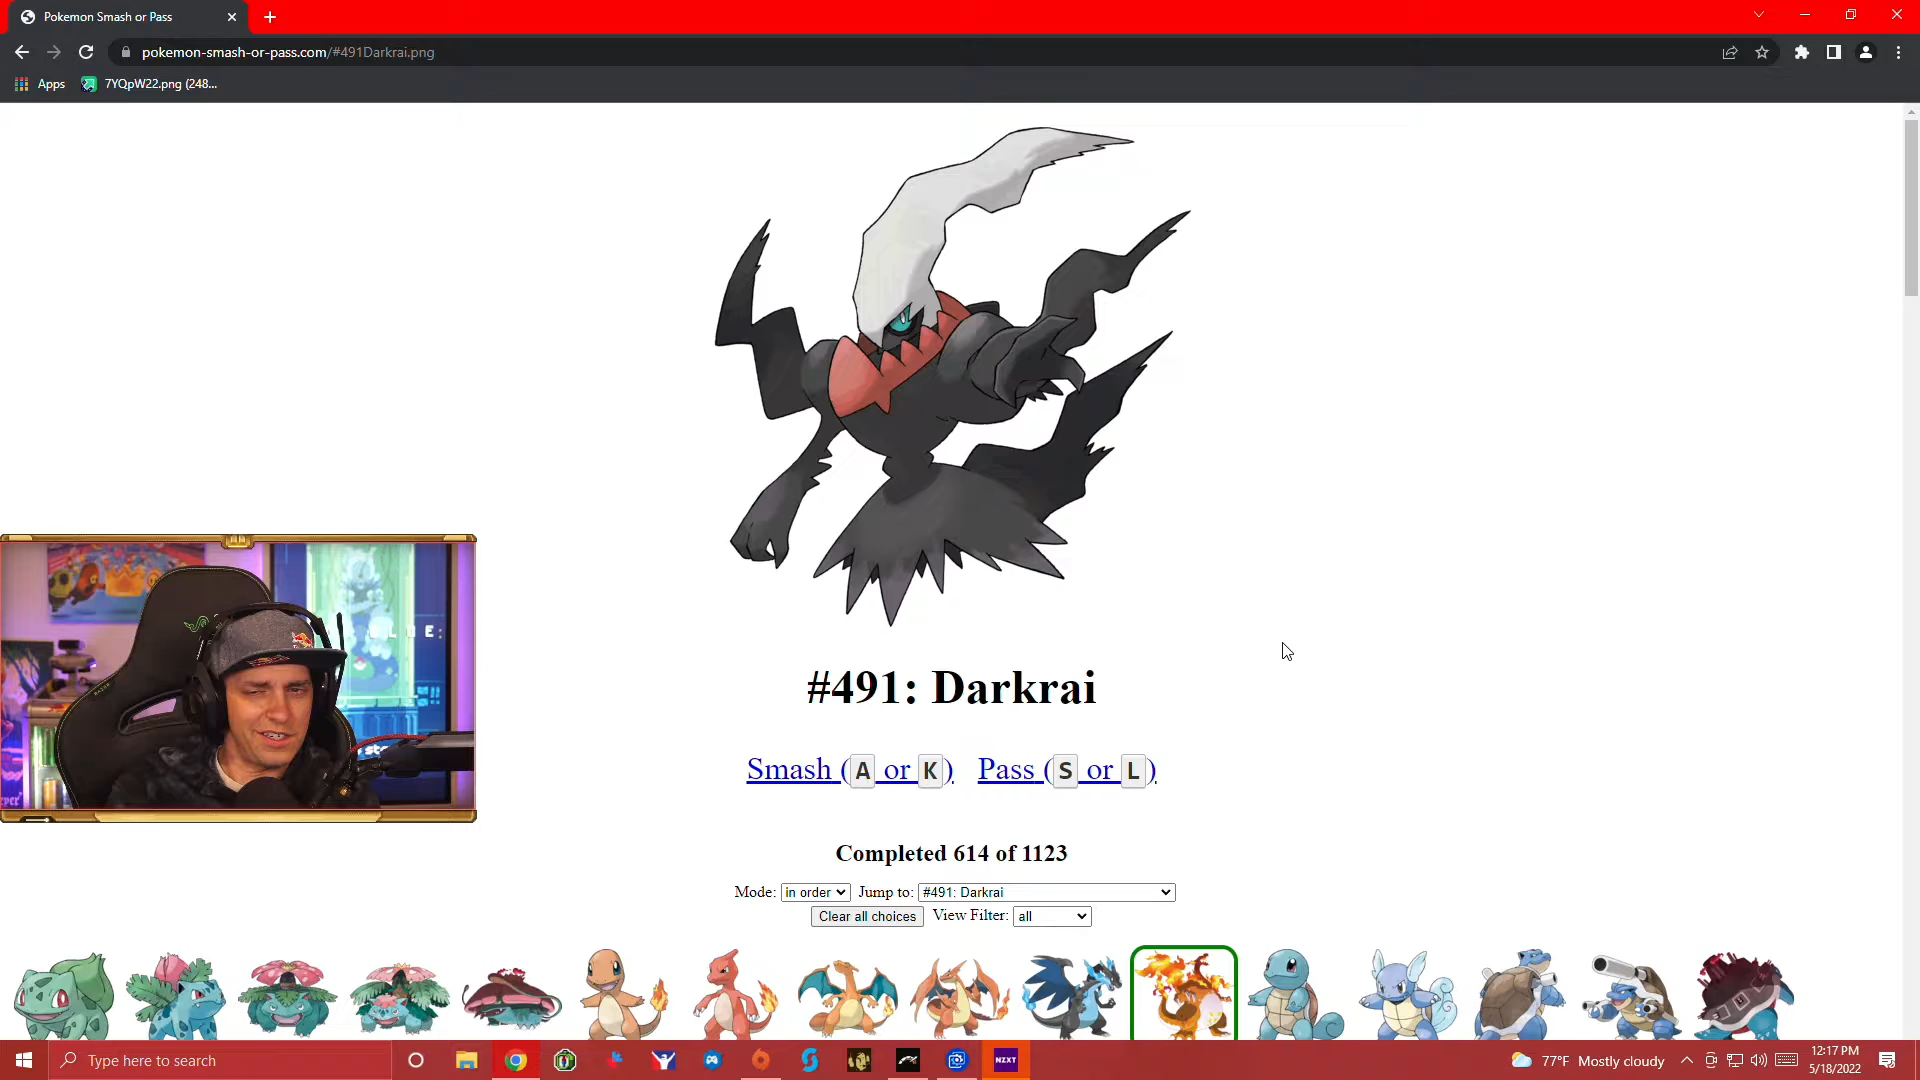 Pokemon Smash or Pass
pokemon-smash-or-pass.com/#491Darkrai.png
Apps
7YQpW22.png (248...
BLUE:
#491: Darkrai
Smash (A or K) Pass (S or L)
Completed 614 of 1123
Mode: in order Jump to: #491: Darkrai
Clear all choices View Filter: all
Type here to search
NZXT
77°F Mostly cloudy
12:17 PM
5/18/2022